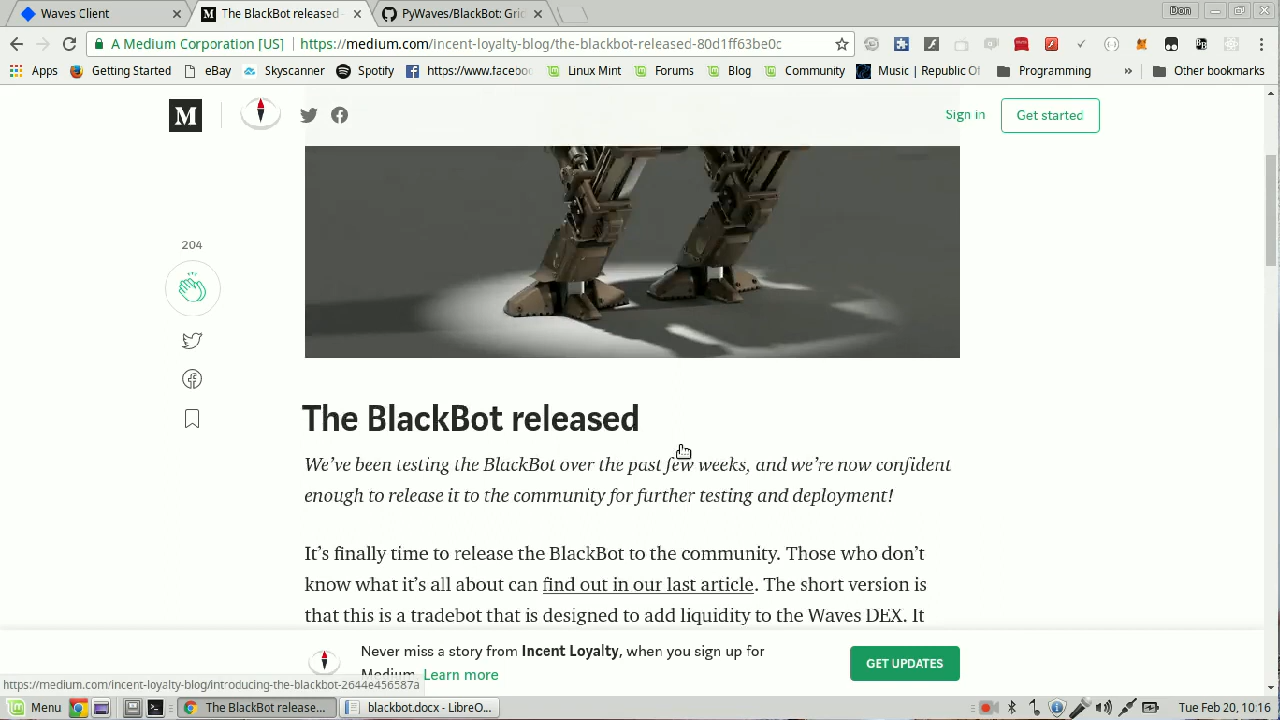 Waves Client
The BlackBot released
PyWaves/BlackBot: Grid
Don
A Medium Corporation [US]
https://medium.com/incent-loyalty-blog/the-blackbot-released-80d1ff63be0c
Apps
Getting Started
eBay
Skyscanner
Spotify
https://www.faceboo
Linux Mint
Forums
Blog
Community
Music | Republic Of
Programming
»
Other bookmarks
M
Sign in
Get started
204
The BlackBot released
We've been testing the BlackBot over the past few weeks, and we're now confident
enough to release it to the community for further testing and deployment!
It's finally time to release the BlackBot to the community. Those who don't
know what it's all about can find out in our last article. The short version is
that this is a tradebot that is designed to add liquidity to the Waves DEX. It
Never miss a story from Incent Loyalty, when you sign up for
Medium. Learn more
GET UPDATES
https://medium.com/incent-loyalty-blog/introducing-the-blackbot-2644e456587a
Menu
The BlackBot release...
blackbot.docx - LibreO...
Tue Feb 20, 10:16